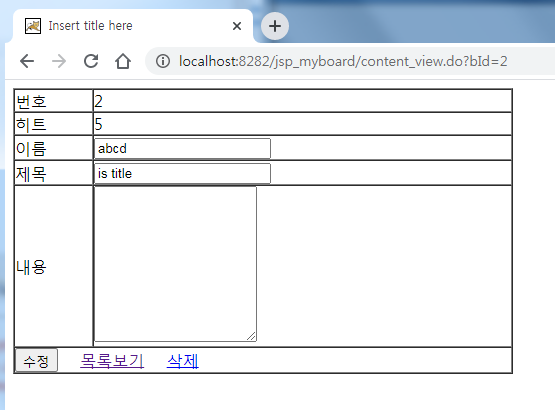 Insert title here
localhost:8282/jsp_myboard/content_view.do?bId=2
번호 2
히트 5
이름 abcd
제목 is title
내용
수정 목록보기 삭제